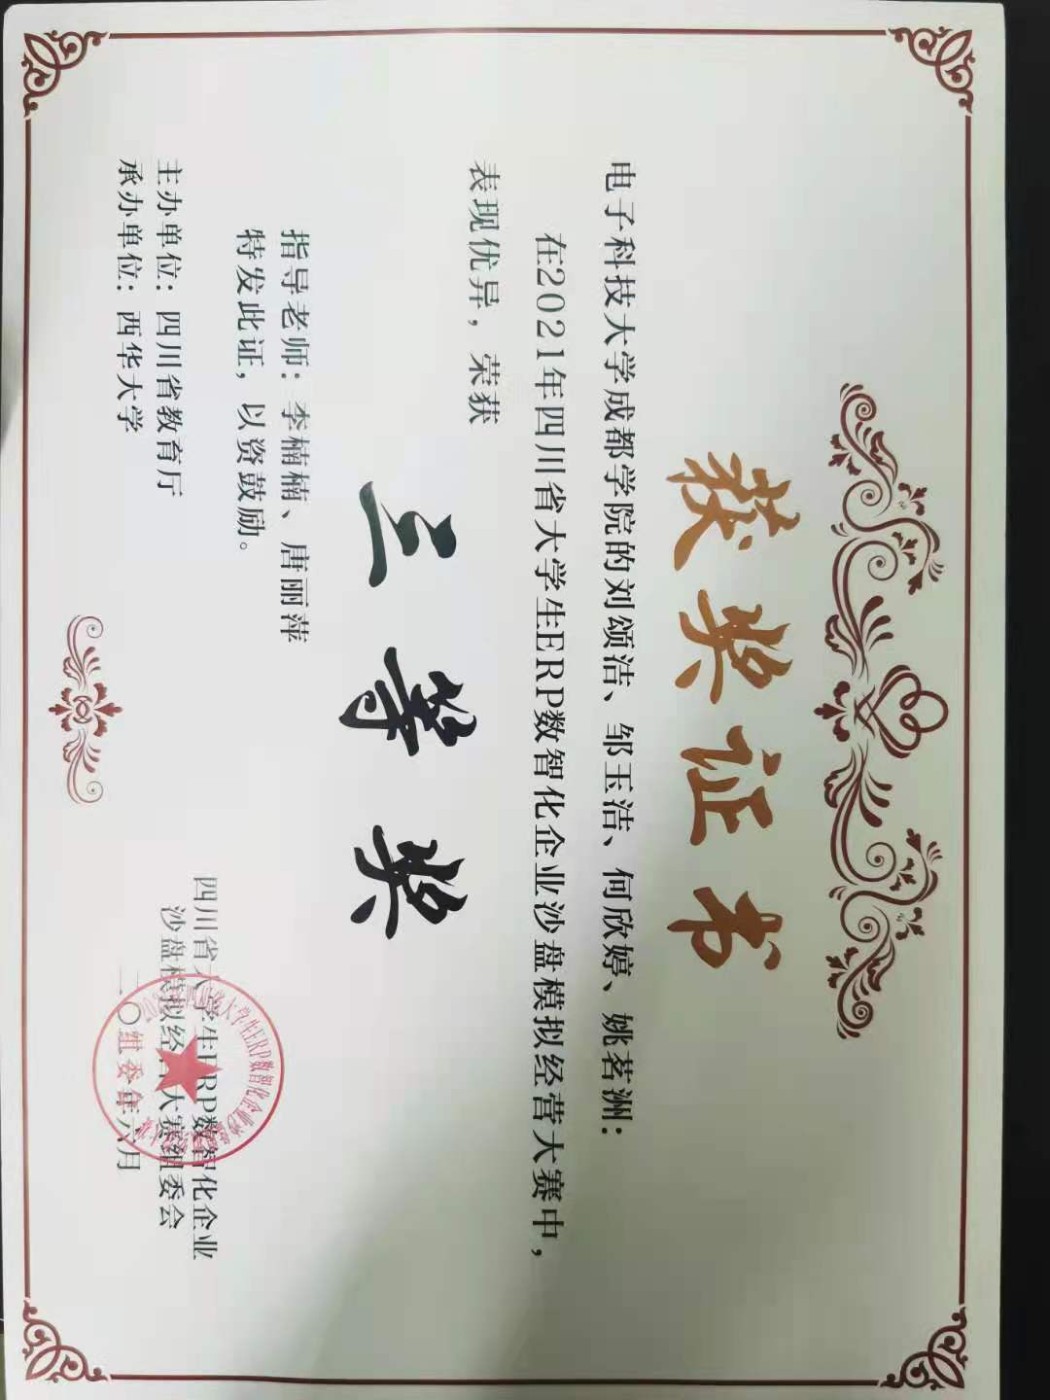 获奖证书
电子科技大学成都学院的刘颂洁、邹玉洁、何欣婷、姚茗洲：
在2021年四川省大学生ERP数智化企业沙盘模拟经营大赛中，
表现优异，荣获
三等奖
指导老师：李楠楠、唐丽萍
特发此证，以资鼓励。
主办单位：四川省教育厅
承办单位：西华大学
四川省大学生ERP数智化企业
沙盘模拟经营大赛组委会
二〇 年六月
组委会